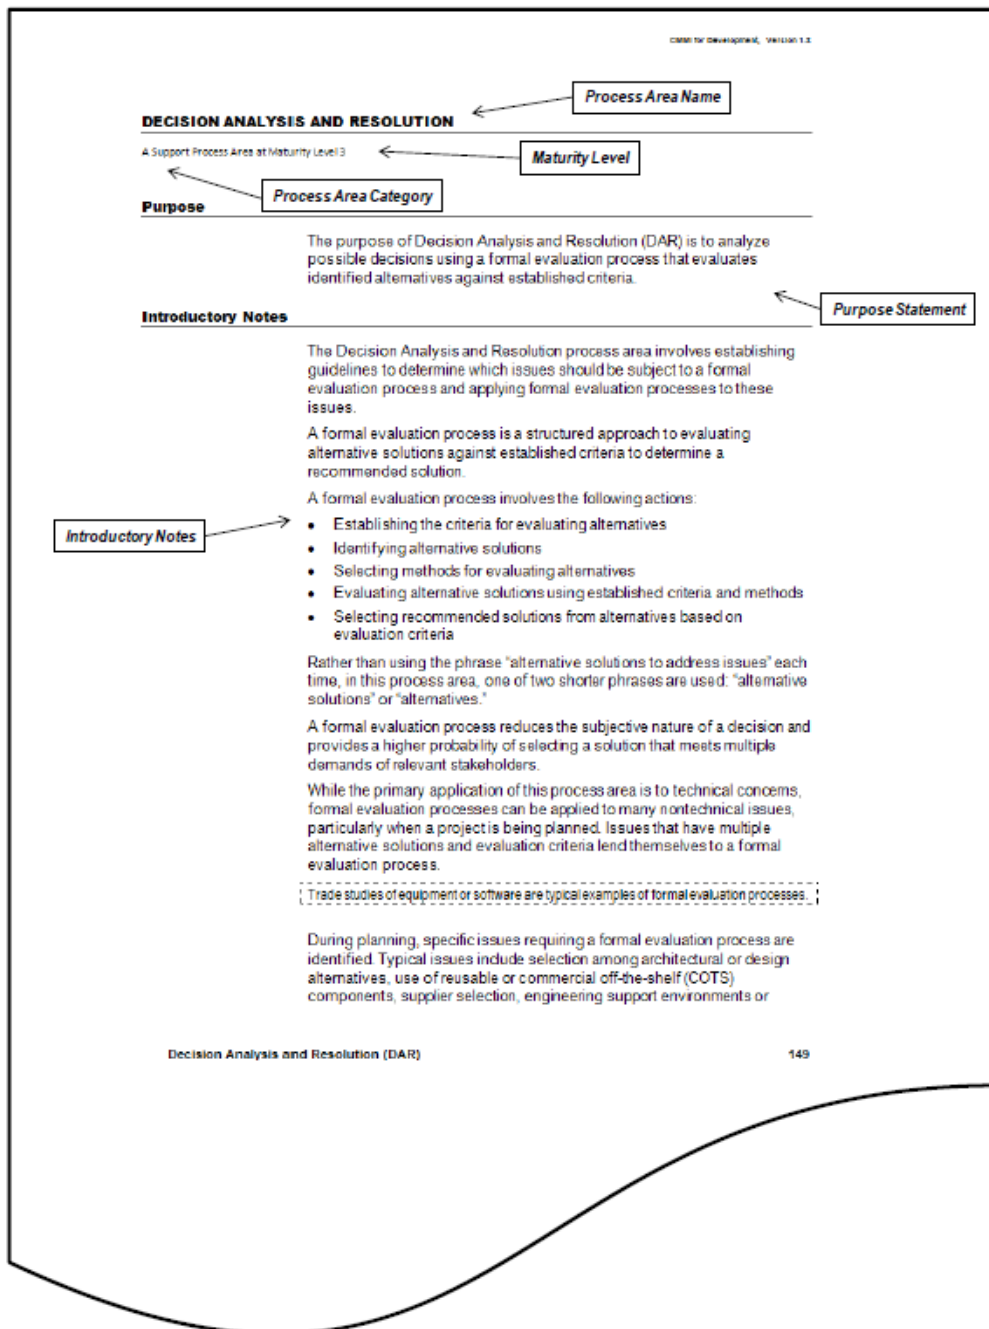 CMMI for Development, Version 1.3
Process Area Name
DECISION ANALYSIS AND RESOLUTION
A Support Process Area at Maturity Level 3
Maturity Level
Process Area Category
Purpose
The purpose of Decision Analysis and Resolution (DAR) is to analyze
possible decisions using a formal evaluation process that evaluates
identified alternatives against established criteria.
Purpose Statement
Introductory Notes
The Decision Analysis and Resolution process area involves establishing
guidelines to determine which issues should be subject to a formal
evaluation process and applying formal evaluation processes to these
issues.
A formal evaluation process is a structured approach to evaluating
alternative solutions against established criteria to determine a
recommended solution.
A formal evaluation process involves the following actions:
Introductory Notes
• Establishing the criteria for evaluating alternatives
• Identifying alternative solutions
• Selecting methods for evaluating alternatives
• Evaluating alternative solutions using established criteria and methods
• Selecting recommended solutions from alternatives based on
evaluation criteria
Rather than using the phrase “alternative solutions to address issues” each
time, in this process area, one of two shorter phrases are used: “alternative
solutions” or “alternatives.”
A formal evaluation process reduces the subjective nature of a decision and
provides a higher probability of selecting a solution that meets multiple
demands of relevant stakeholders.
While the primary application of this process area is to technical concerns,
formal evaluation processes can be applied to many nontechnical issues,
particularly when a project is being planned. Issues that have multiple
alternative solutions and evaluation criteria lend themselves to a formal
evaluation process.
Trade studies of equipment or software are typical examples of formal evaluation processes.
During planning, specific issues requiring a formal evaluation process are
identified. Typical issues include selection among architectural or design
alternatives, use of reusable or commercial off-the-shelf (COTS)
components, supplier selection, engineering support environments or
Decision Analysis and Resolution (DAR) 149